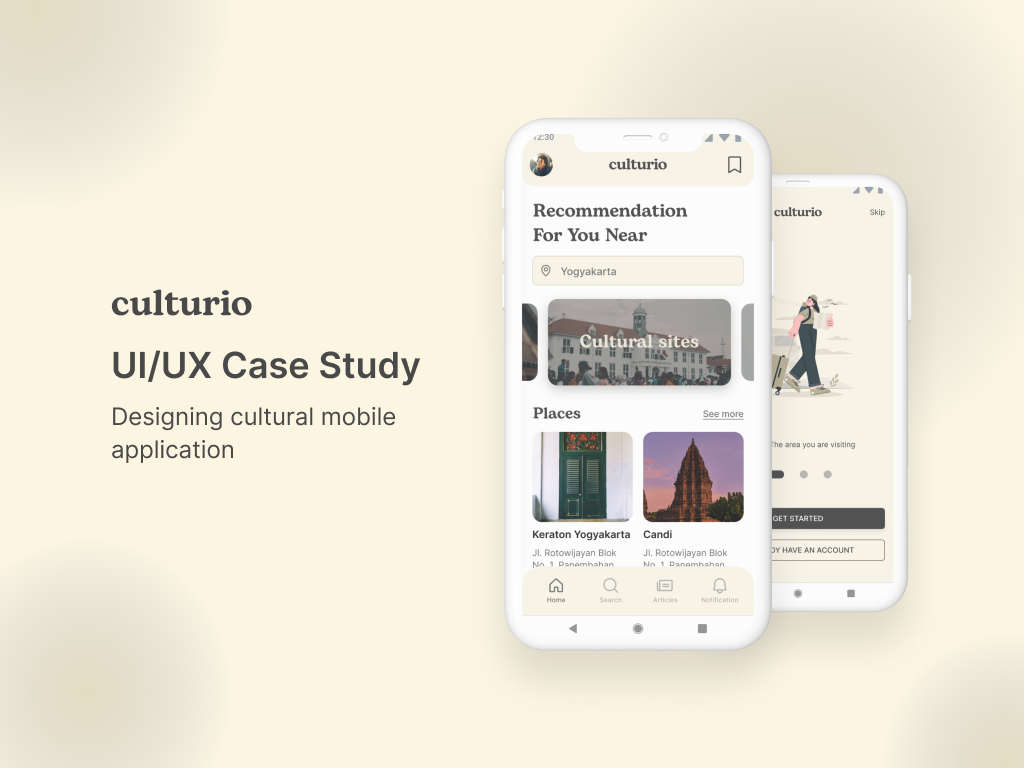 culturio
UI/UX Case Study
Designing cultural mobile
application
12:30
culturio
Recommendation
For You Near
Yogyakarta
Cultural sites
Places
See more
Keraton Yogyakarta
Candi
Jl. Rotowijayan Blok
No. 1, Panembahan
Jl. Rotowijayan Blok
No. 1, Panembahan
Home
Search
Articles
Notification
culturio
Skip
The area you are visiting
GET STARTED
HAVE AN ACCOUNT